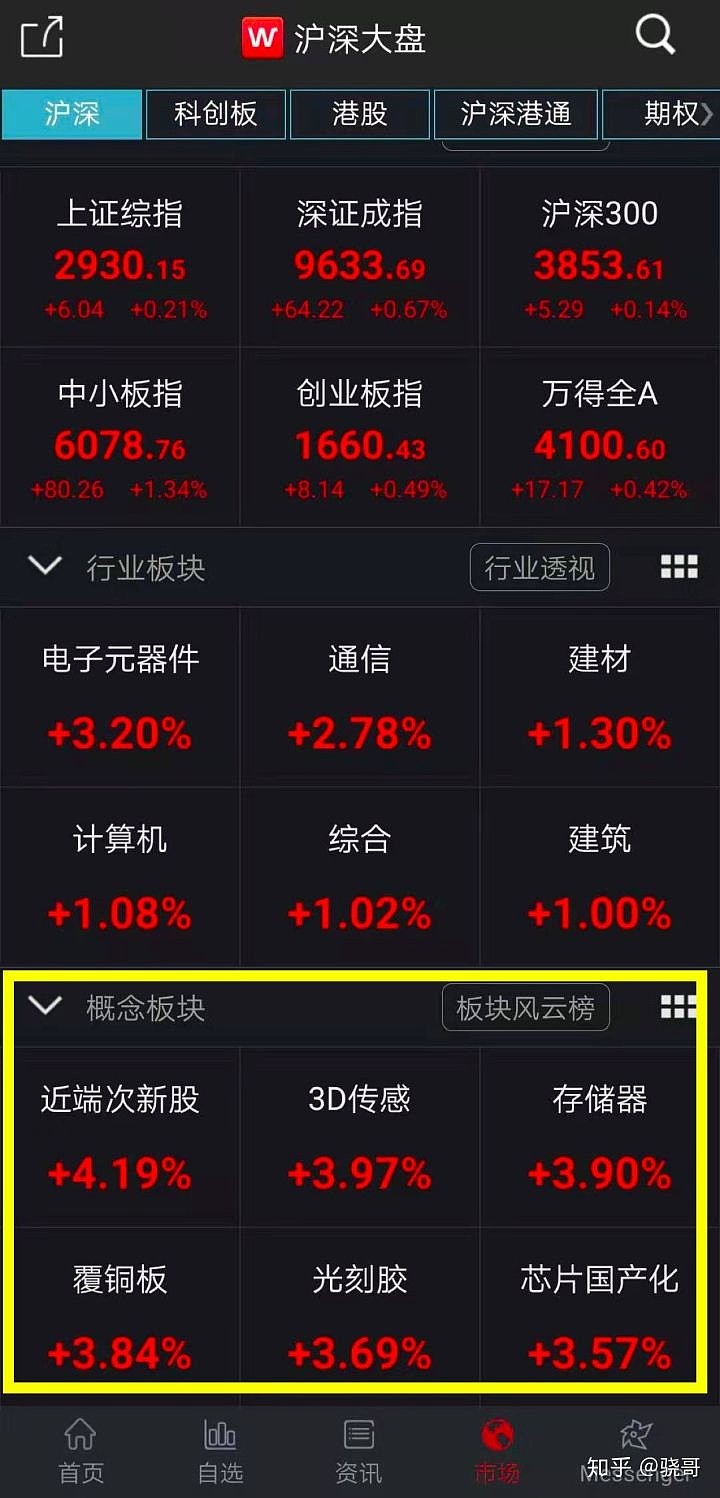 W 沪深大盘
沪深 科创板 港股 沪深港通 期权
上证综指 深证成指 沪深300
2930.15 9633.69 3853.61
+6.04 +0.21% +64.22 +0.67% +5.29 +0.14%
中小板指 创业板指 万得全A
6078.76 1660.43 4100.60
+80.26 +1.34% +8.14 +0.49% +17.17 +0.42%
行业板块 行业透视
电子元器件 通信 建材
+3.20% +2.78% +1.30%
计算机 综合 建筑
+1.08% +1.02% +1.00%
概念板块 板块风云榜
近端次新股 3D传感 存储器
+4.19% +3.97% +3.90%
覆铜板 光刻胶 芯片国产化
+3.84% +3.69% +3.57%
首页 自选 资讯 市场 Messenger
知乎 @骁哥